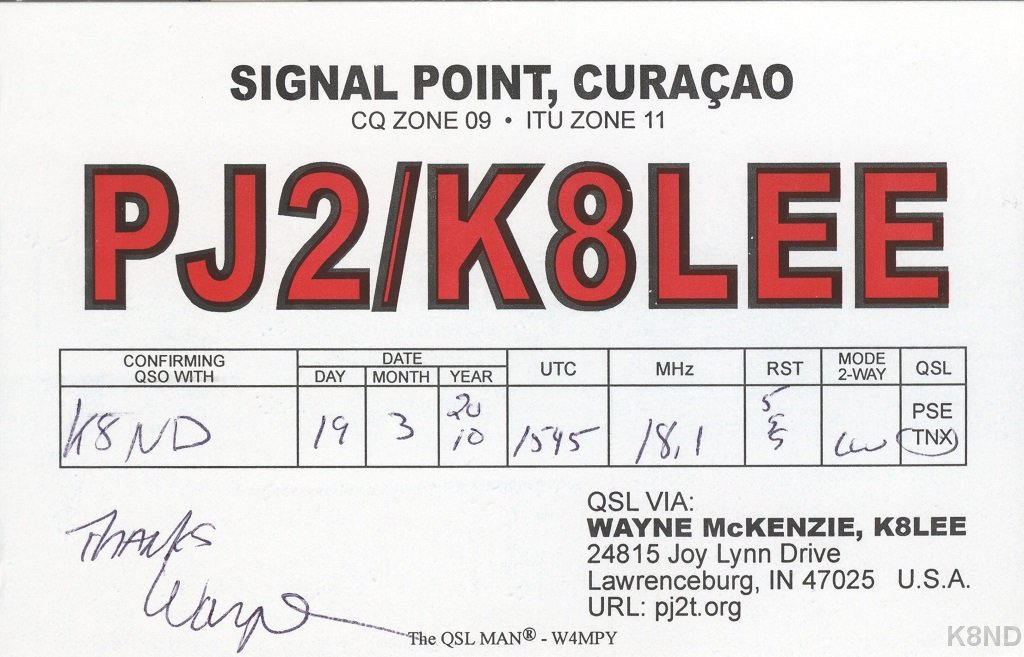 SIGNAL POINT, CURAÇAO
CQ ZONE 09 • ITU ZONE 11
PJ2/K8LEE
CONFIRMING QSO WITH DATE DAY MONTH YEAR UTC MHz RST MODE 2-WAY QSL
K8ND 19 3 2010 1545 18,1 55 CW PSE TNX
THANKS
Wayne
QSL VIA:
WAYNE McKENZIE, K8LEE
24815 Joy Lynn Drive
Lawrenceburg, IN 47025 U.S.A.
URL: pj2t.org
The QSL MAN® - W4MPY
K8ND